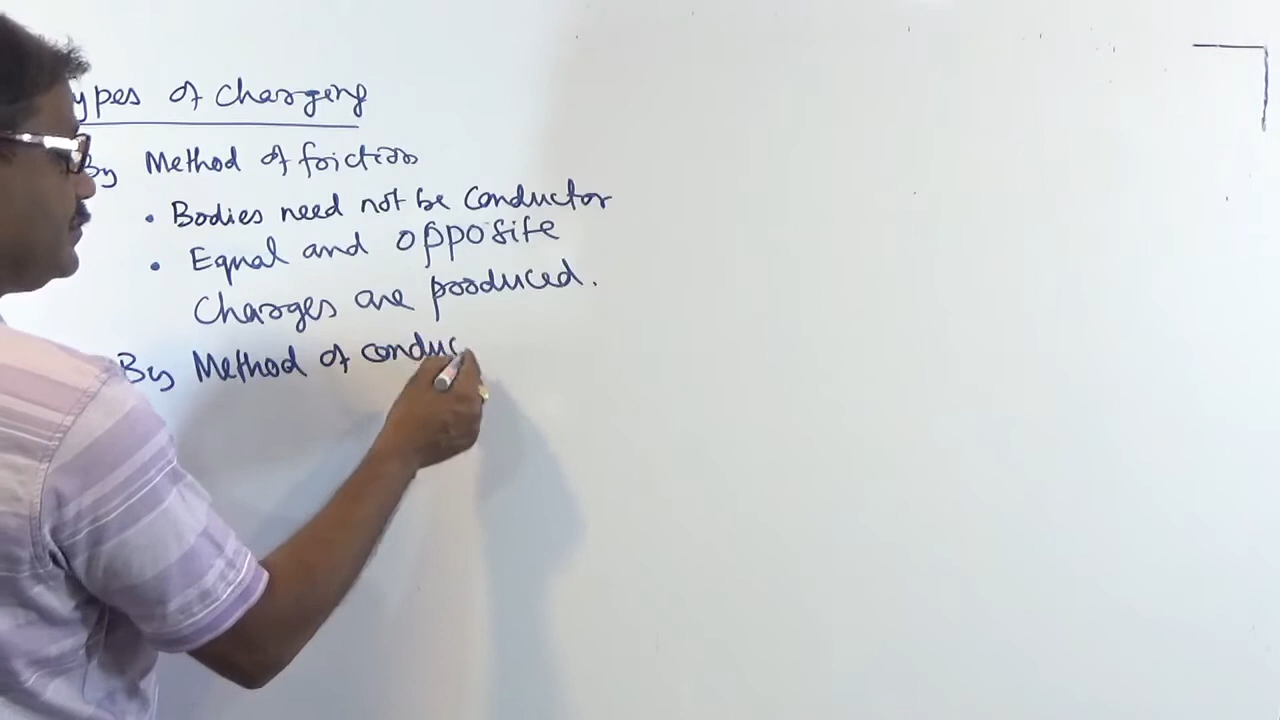 ypes of charging
By Method of friction
• Bodies need not be conductor
• Equal and opposite
Charges are produced.
By Method of conduc